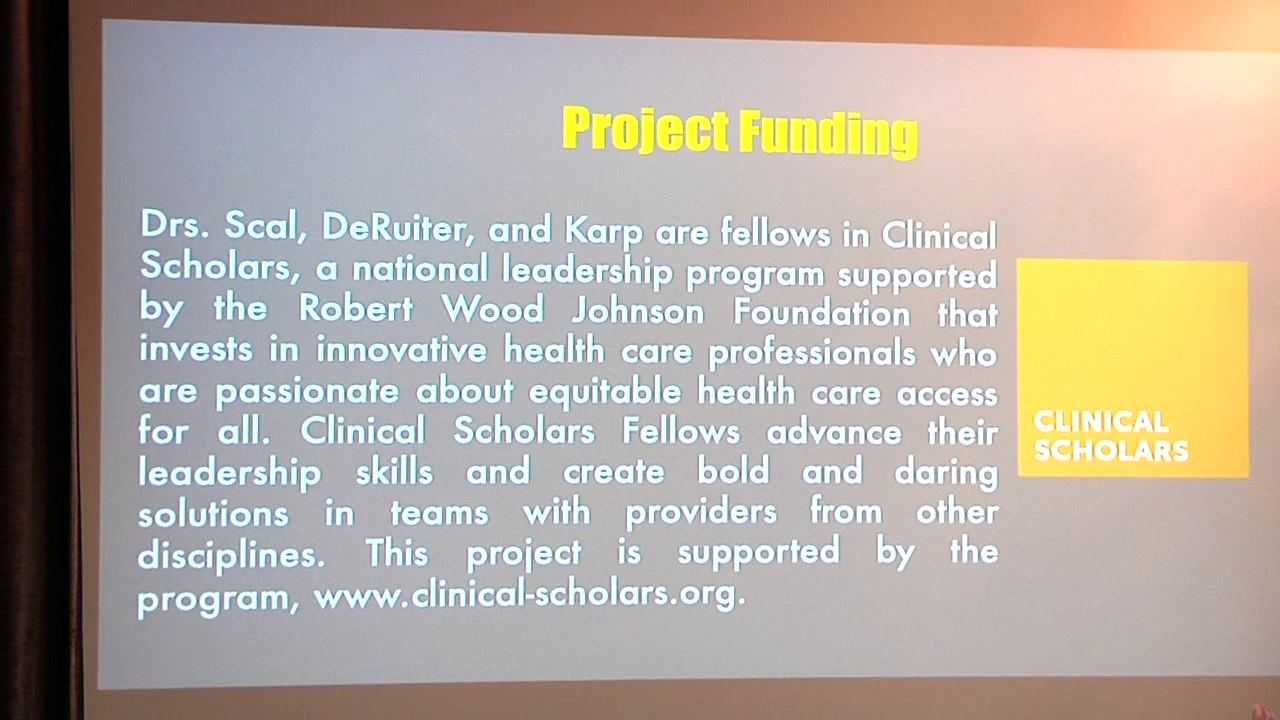 Project Funding
Drs. Scal, DeRuiter, and Karp are fellows in Clinical
Scholars, a national leadership program supported
by the Robert Wood Johnson Foundation that
invests in innovative health care professionals who
are passionate about equitable health care access
for all. Clinical Scholars Fellows advance their
leadership skills and create bold and daring
solutions in teams with providers from other
disciplines. This project is supported by the
program, www.clinical-scholars.org.
CLINICAL
SCHOLARS